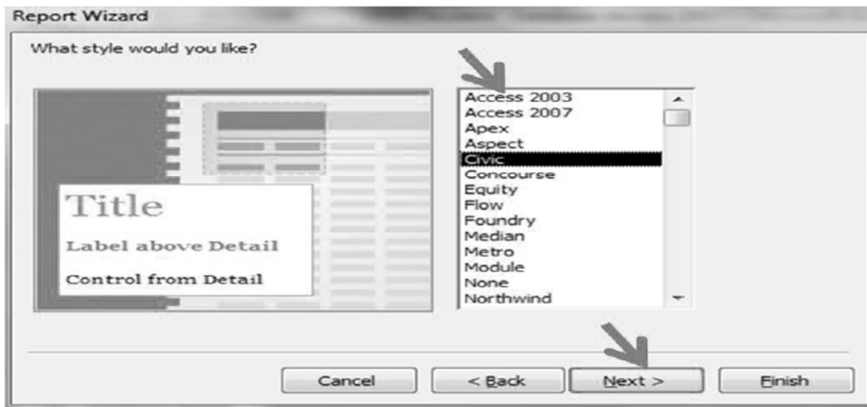 Report Wizard
What style would you like?
Title
Label above Detail
Control from Detail
Access 2003
Access 2007
Apex
Aspect
Civic
Concourse
Equity
Flow
Foundry
Median
Metro
Module
None
Northwind
Cancel
< Back
Next >
Finish